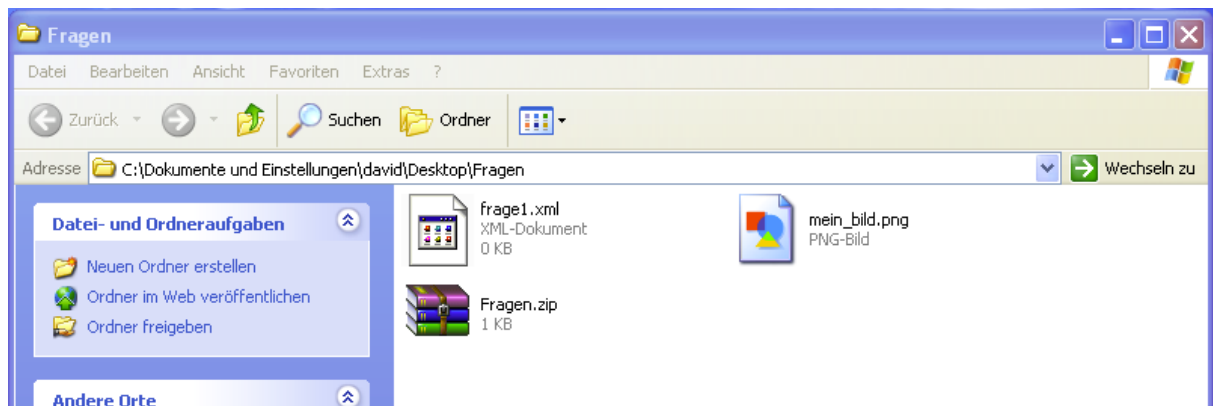 Fragen
Datei Bearbeiten Ansicht Favoriten Extras ?
Zurück Suchen Ordner
Adresse C:\Dokumente und Einstellungen\david\Desktop\Fragen Wechseln zu
Datei- und Ordneraufgaben
Neuen Ordner erstellen
Ordner im Web veröffentlichen
Ordner freigeben
Andere Orte
frage1.xml
XML-Dokument
0 KB
mein_bild.png
PNG-Bild
Fragen.zip
1 KB